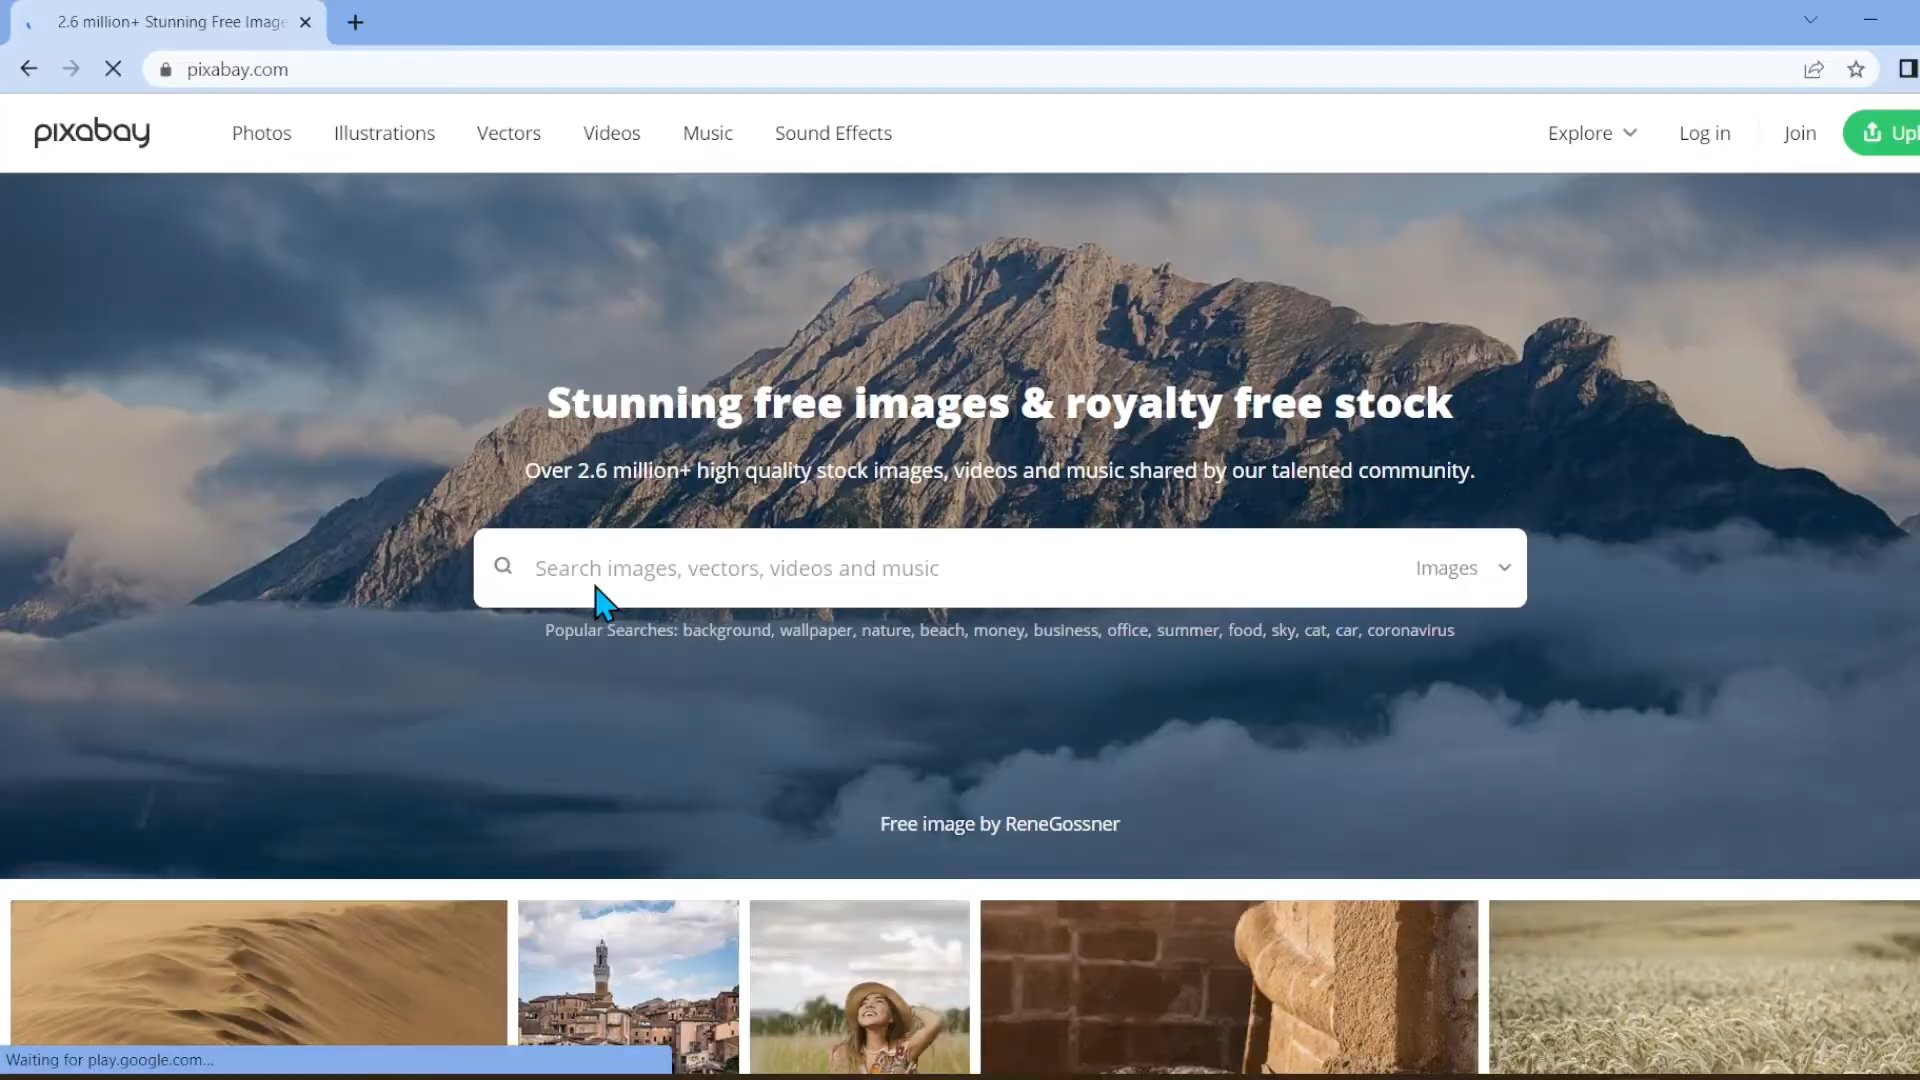 2.6 million+ Stunning Free Image
pixabay.com
pixabay
Photos
Illustrations
Vectors
Videos
Music
Sound Effects
Explore
Log in
Join
Upl
Stunning free images & royalty free stock
Over 2.6 million+ high quality stock images, videos and music shared by our talented community.
Search images, vectors, videos and music
Images
Popular Searches: background, wallpaper, nature, beach, money, business, office, summer, food, sky, cat, car, coronavirus
Free image by ReneGossner
Waiting for play.google.com...